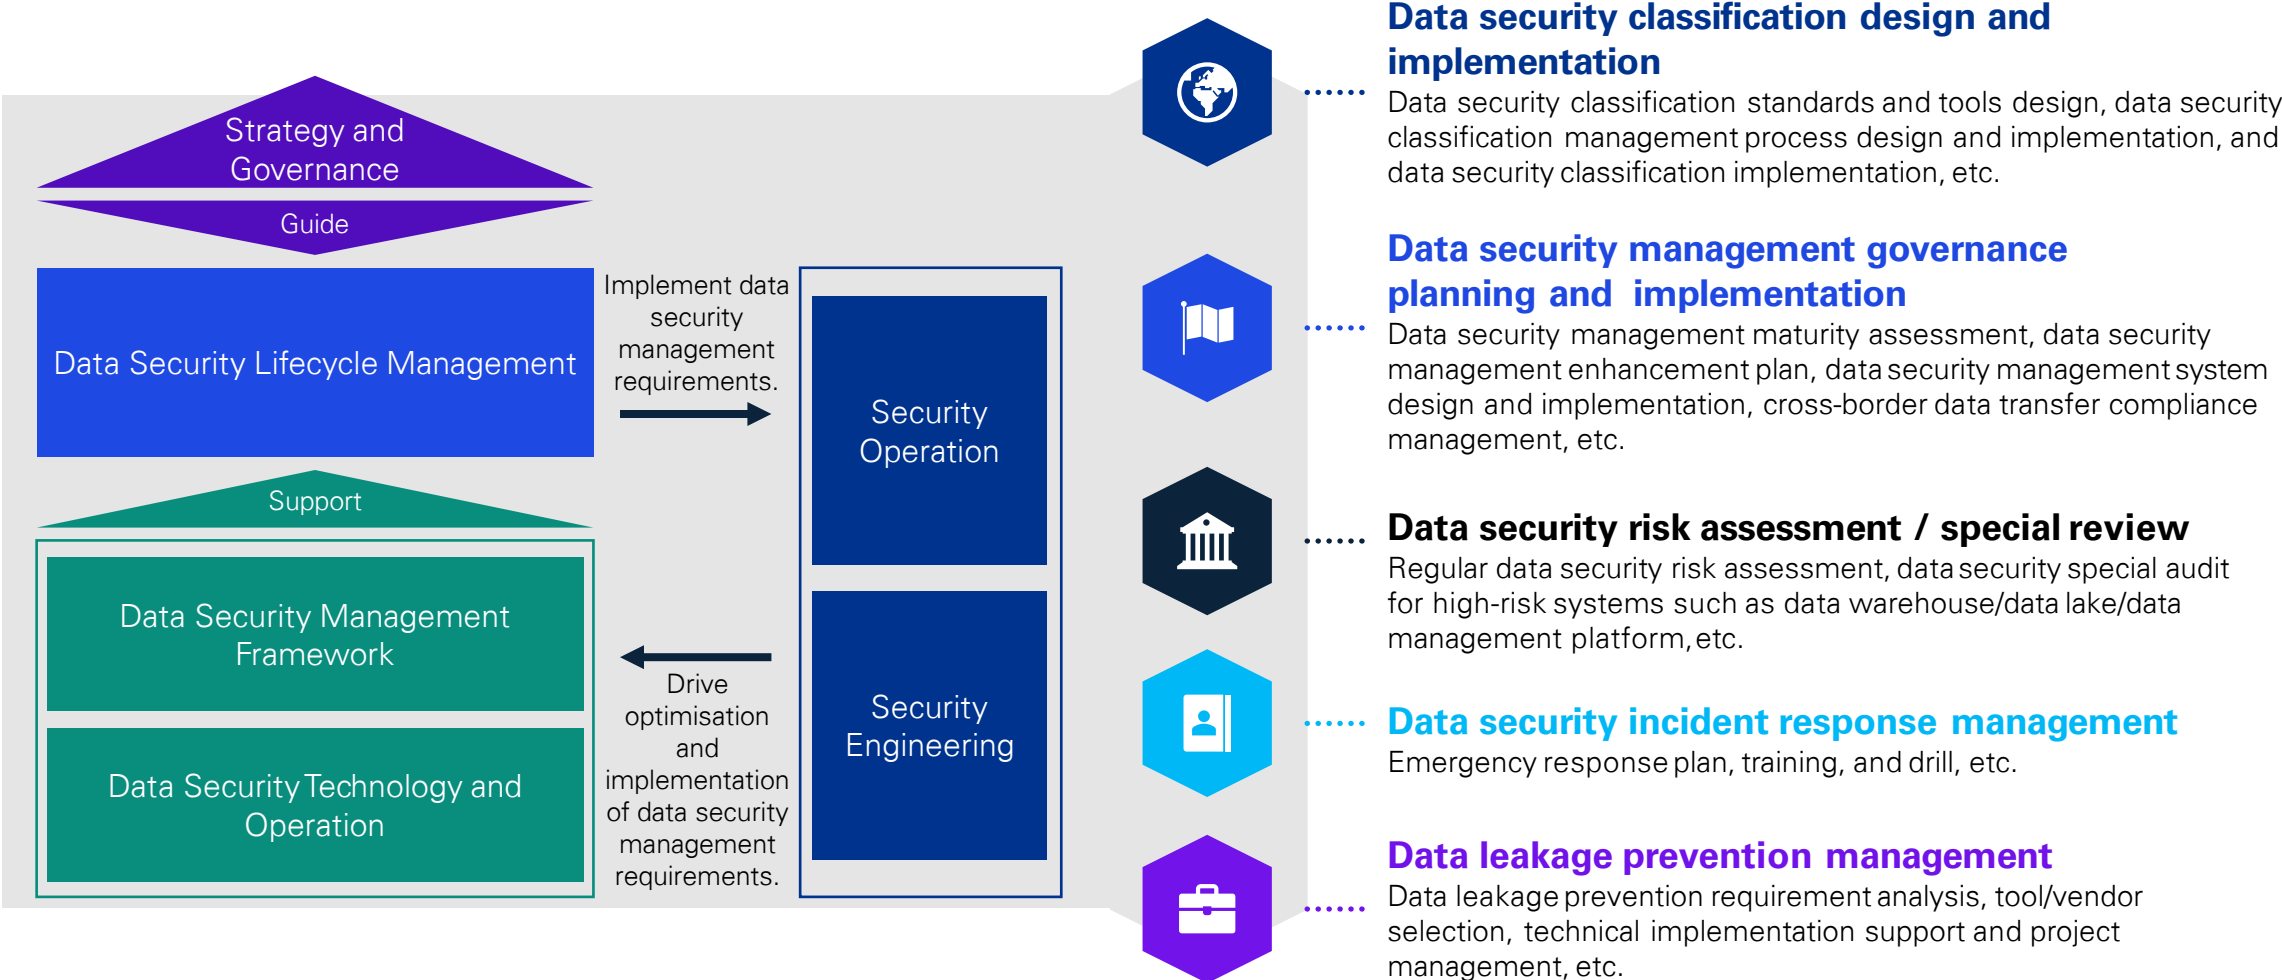 Strategy and
Governance
Guide
Data Security Lifecycle Management
Support
Data Security Management
Framework
Data Security Technology and
Operation
Implement data
security
management
requirements.
Drive
optimisation
and
implementation
of data security
management
requirements.
Security
Operation
Security
Engineering
Data security classification design and
implementation
Data security classification standards and tools design, data security
classification management process design and implementation, and
data security classification implementation, etc.
Data security management governance
planning and implementation
Data security management maturity assessment, data security
management enhancement plan, data security management system
design and implementation, cross-border data transfer compliance
management, etc.
Data security risk assessment / special review
Regular data security risk assessment, data security special audit
for high-risk systems such as data warehouse/data lake/data
management platform, etc.
Data security incident response management
Emergency response plan, training, and drill, etc.
Data leakage prevention management
Data leakage prevention requirement analysis, tool/vendor
selection, technical implementation support and project
management, etc.